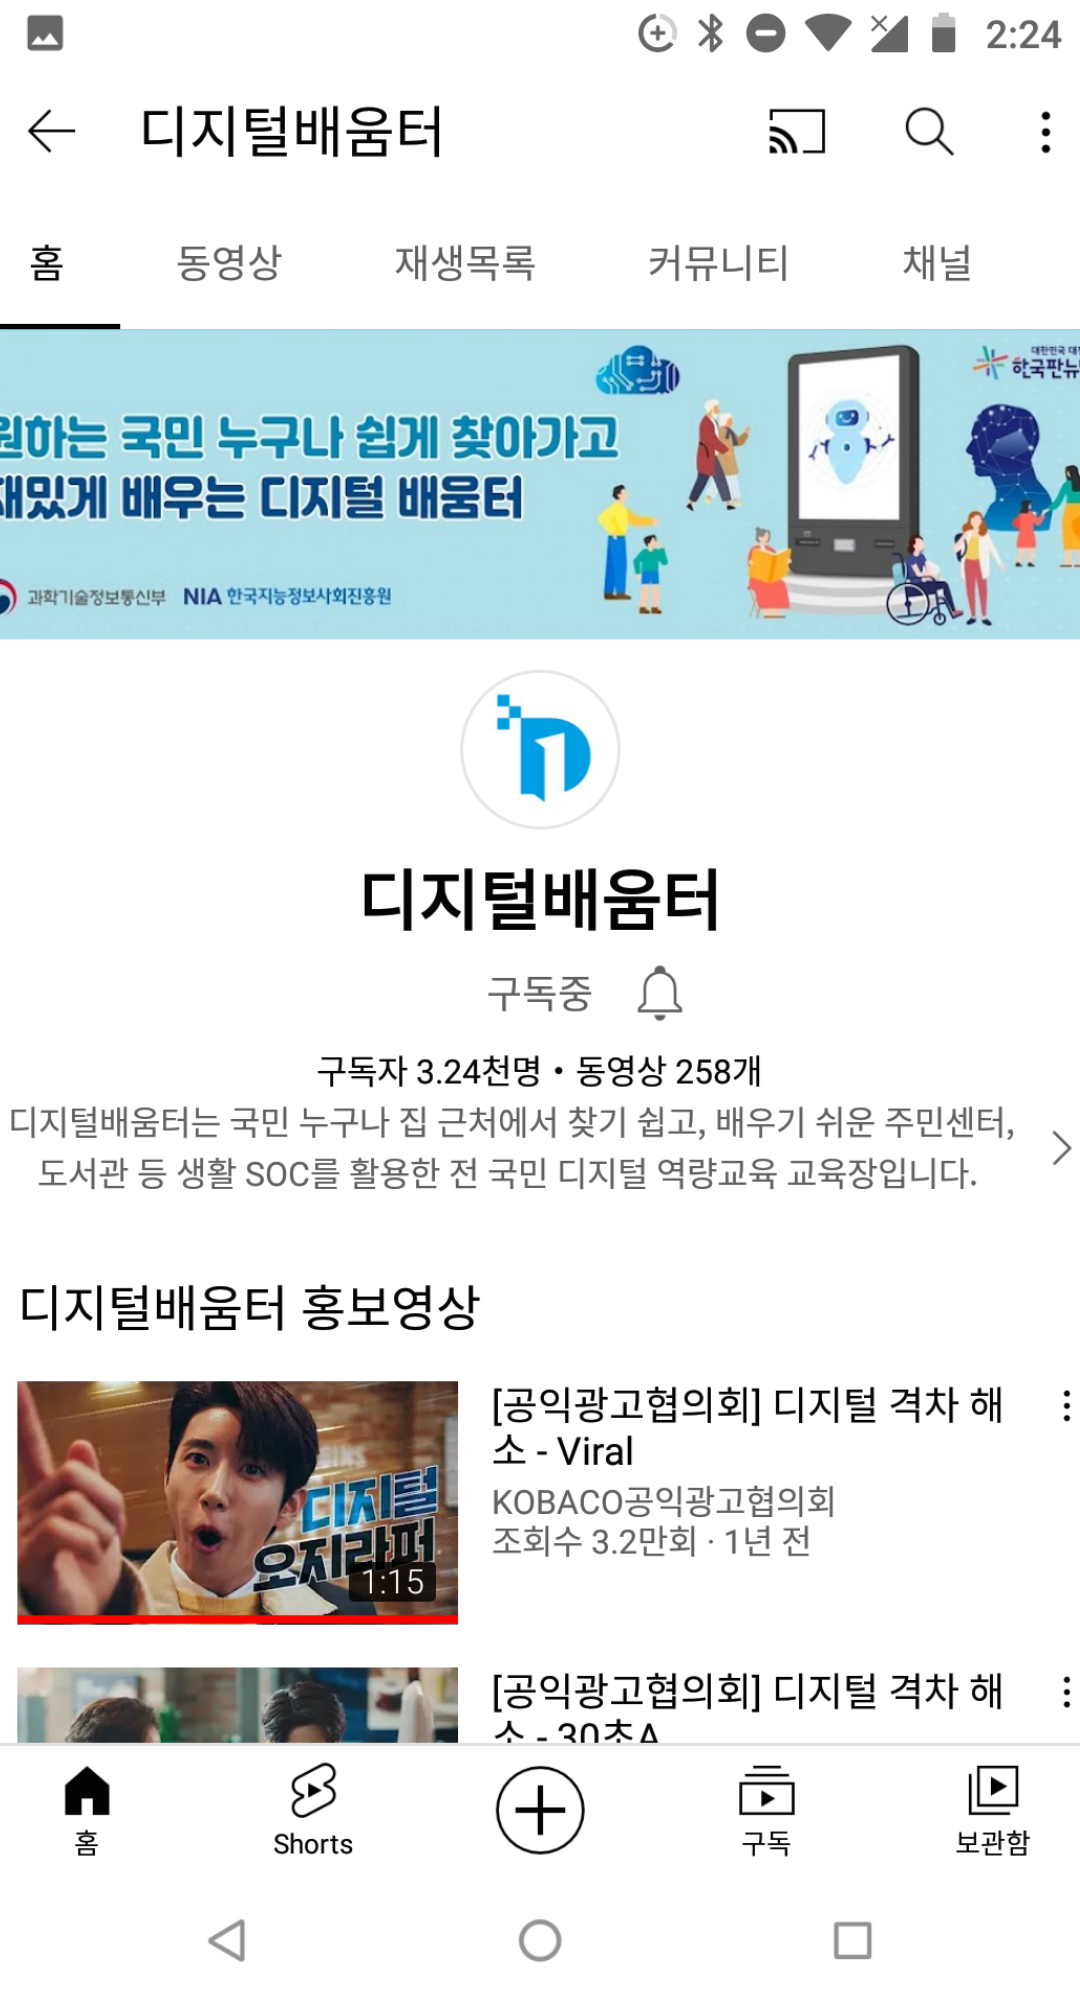 2:24
디지털배움터
홈 동영상 재생목록 커뮤니티 채널
대한민국 대
한국판뉴
원하는 국민 누구나 쉽게 찾아가고
재밌게 배우는 디지털 배움터
과학기술정보통신부 NIA 한국지능정보사회진흥원
디지털배움터
구독중
구독자 3.24천명 • 동영상 258개
디지털배움터는 국민 누구나 집 근처에서 찾기 쉽고, 배우기 쉬운 주민센터,
도서관 등 생활 SOC를 활용한 전 국민 디지털 역량교육 교육장입니다.
디지털배움터 홍보영상
디지털
오지라퍼
1:15
[공익광고협의회] 디지털 격차 해
소 - Viral
KOBACO공익광고협의회
조회수 3.2만회 · 1년 전
[공익광고협의회] 디지털 격차 해
소 - 30초A
홈 Shorts 구독 보관함